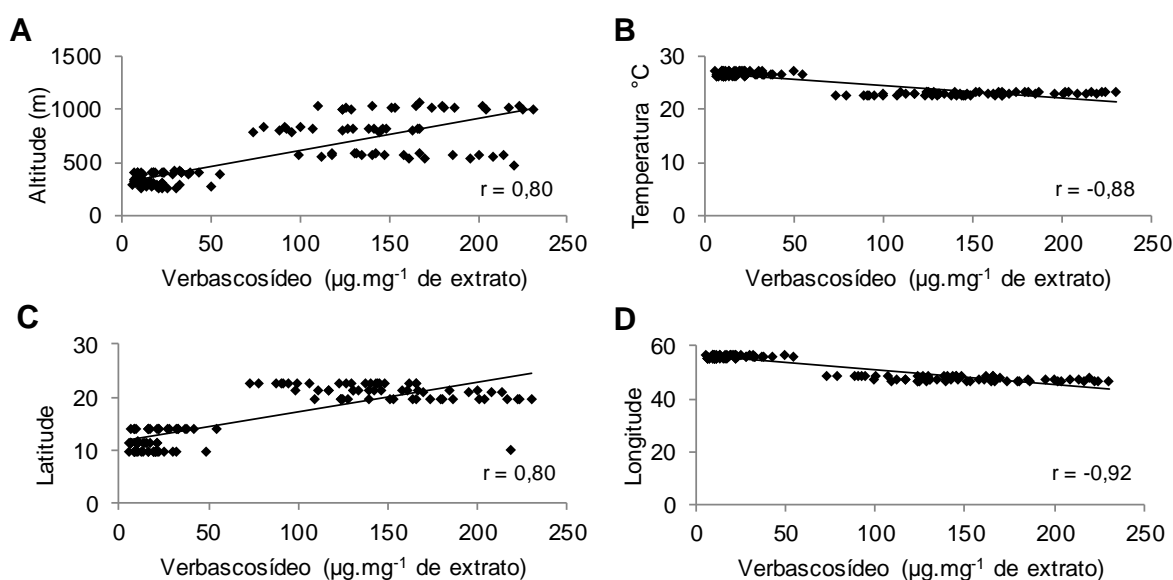 A
Altitude (m)
1500
1000
500
0
r = 0,80
0 50 100 150 200 250
Verbascosídeo (µg.mg⁻¹ de extrato)
B
Temperatura °C
30
20
10
0
r = -0,88
0 50 100 150 200 250
Verbascosídeo (µg.mg⁻¹ de extrato)
C
Latitude
30
20
10
0
r = 0,80
0 50 100 150 200 250
Verbascosídeo (µg.mg⁻¹ de extrato)
D
Longitude
60
40
20
0
r = -0,92
0 50 100 150 200 250
Verbascosídeo (µg.mg⁻¹ de extrato)